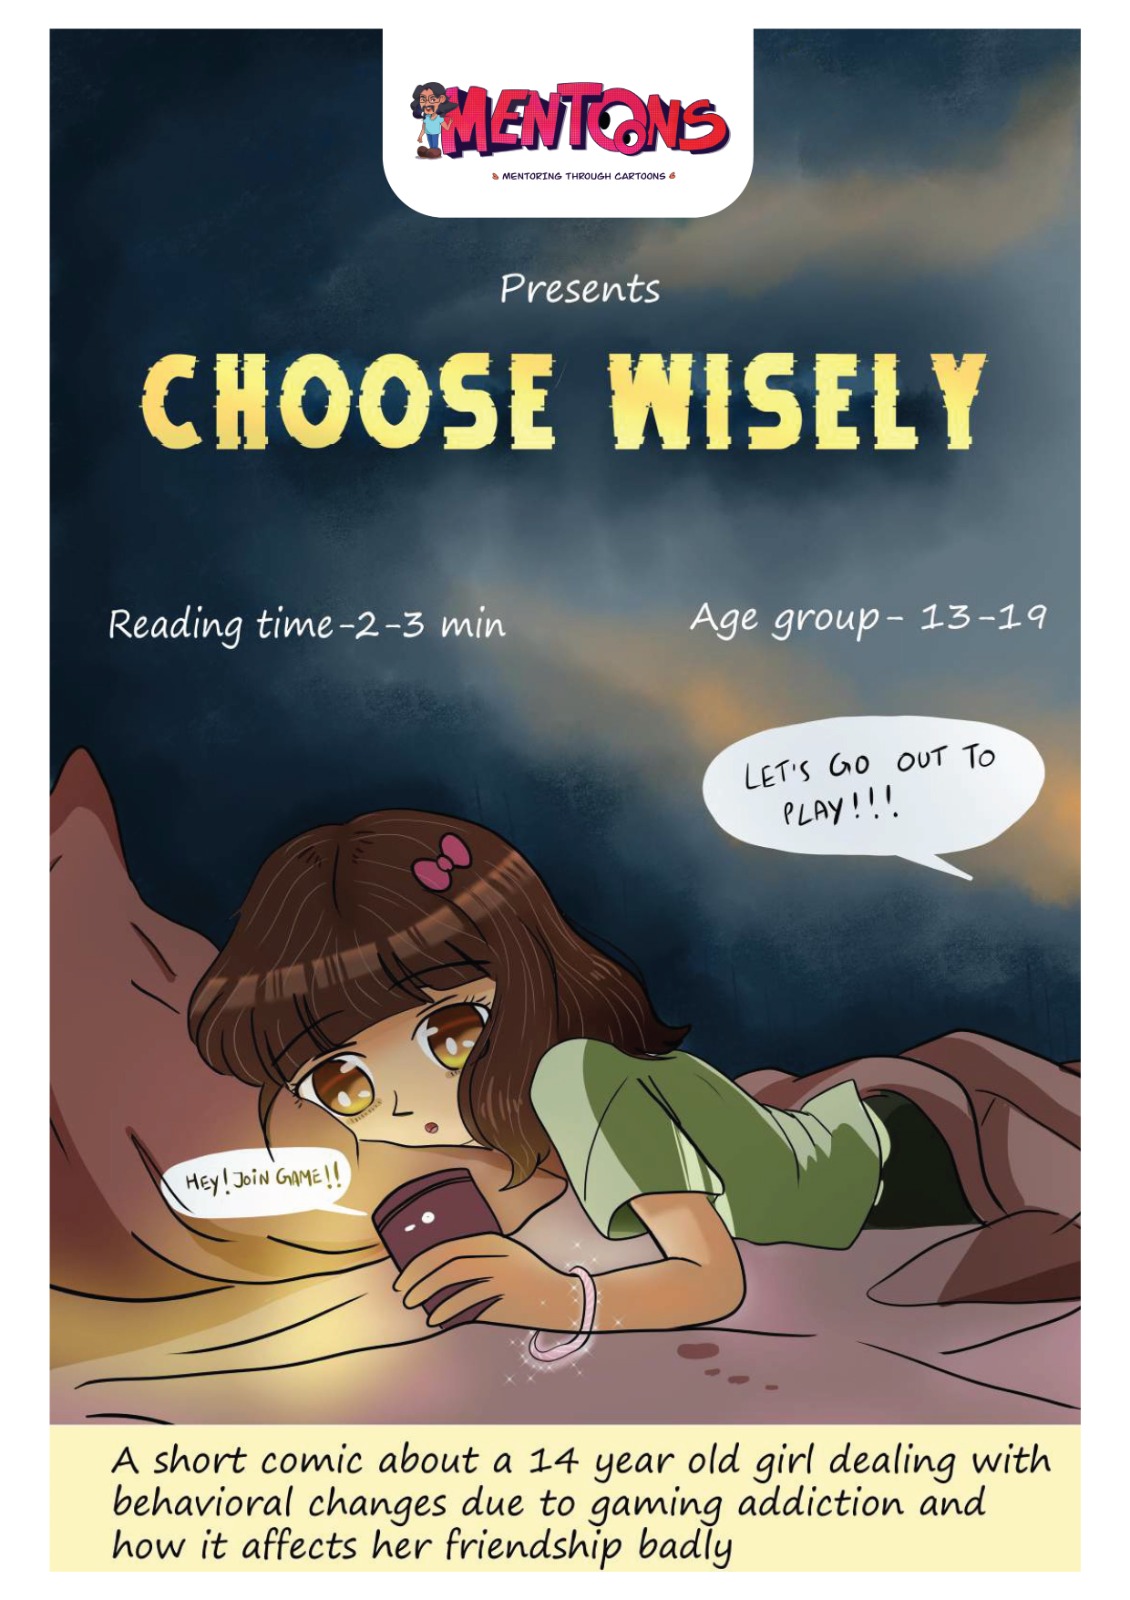 MENTOONS
MENTORING THROUGH CARTOONS
Presents
CHOOSE WISELY
Reading time-2-3 min
Age group- 13-19
LET'S GO OUT TO
PLAY!!!
HEY! JOIN GAME!!
A short comic about a 14 year old girl dealing with
behavioral changes due to gaming addiction and
how it affects her friendship badly